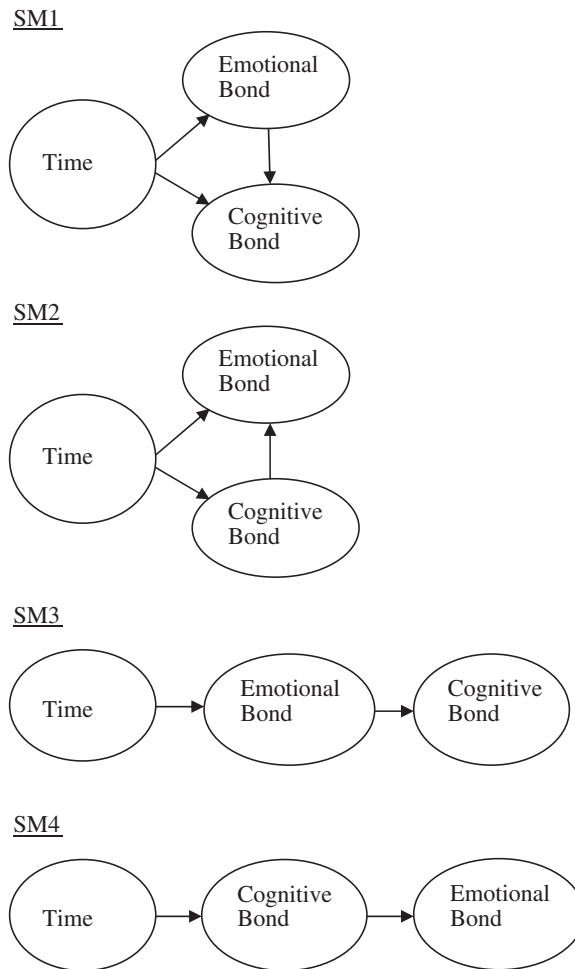 SM1
Emotional
Bond
Time
Cognitive
Bond
SM2
Emotional
Bond
Time
Cognitive
Bond
SM3
Time
Emotional
Bond
Cognitive
Bond
SM4
Time
Cognitive
Bond
Emotional
Bond